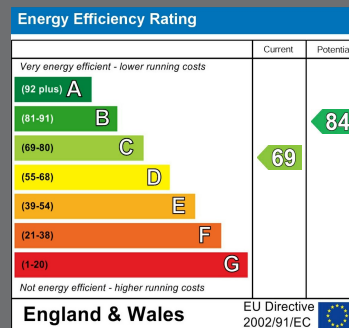 Energy Efficiency Rating
Current
Very energy efficient - lower running costs
(92 plus) A
(81-91) B
84
(69-80) C
69
(55-68) D
(39-54) E
(21-38) F
(1-20) G
Not energy efficient - higher running costs
England & Wales
EU Directive
2002/91/EC